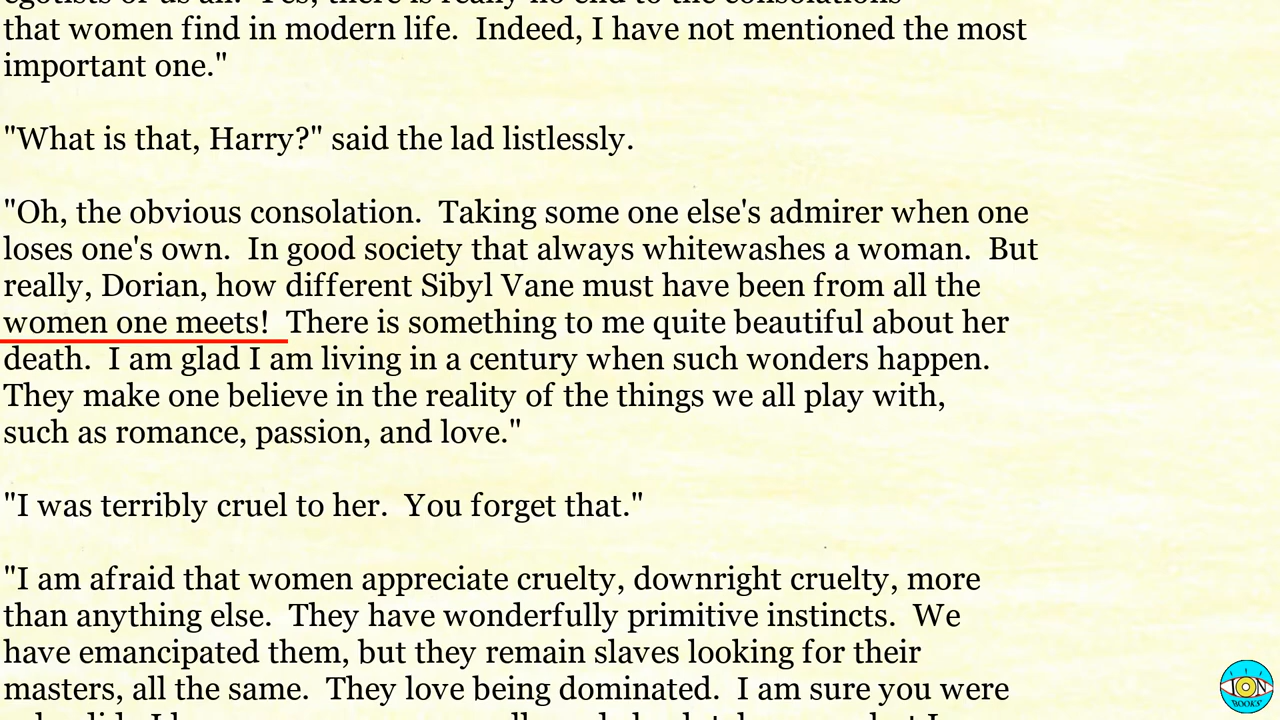 that women find in modern life.  Indeed, I have not mentioned the most
important one."
"What is that, Harry?" said the lad listlessly.
"Oh, the obvious consolation.  Taking some one else's admirer when one
loses one's own.  In good society that always whitewashes a woman.  But
really, Dorian, how different Sibyl Vane must have been from all the
women one meets!  There is something to me quite beautiful about her
death.  I am glad I am living in a century when such wonders happen.
They make one believe in the reality of the things we all play with,
such as romance, passion, and love."
"I was terribly cruel to her.  You forget that."
"I am afraid that women appreciate cruelty, downright cruelty, more
than anything else.  They have wonderfully primitive instincts.  We
have emancipated them, but they remain slaves looking for their
masters, all the same.  They love being dominated.  I am sure you were
ION
BOOKS